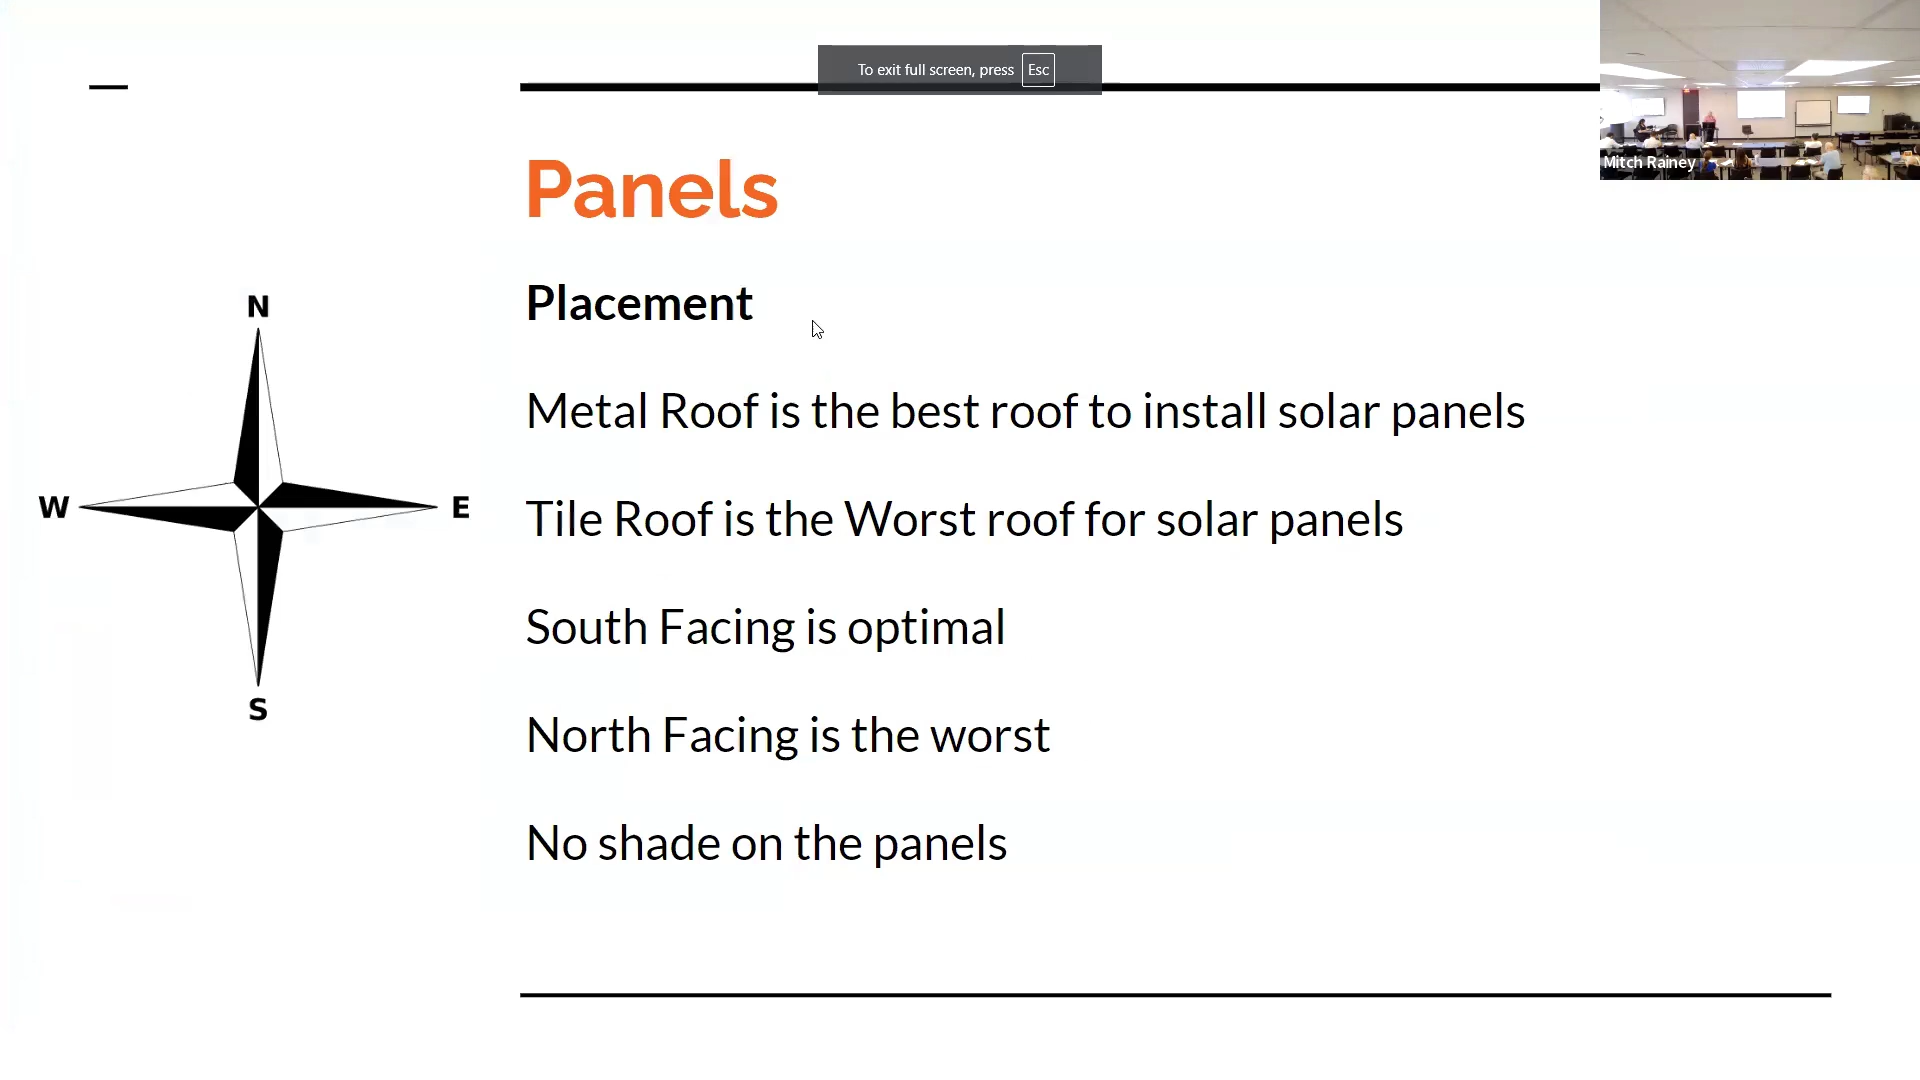 To exit full screen, press Esc
Mitch Rainey
Panels
Placement
Metal Roof is the best roof to install solar panels
Tile Roof is the Worst roof for solar panels
South Facing is optimal
North Facing is the worst
No shade on the panels
N
W
E
S